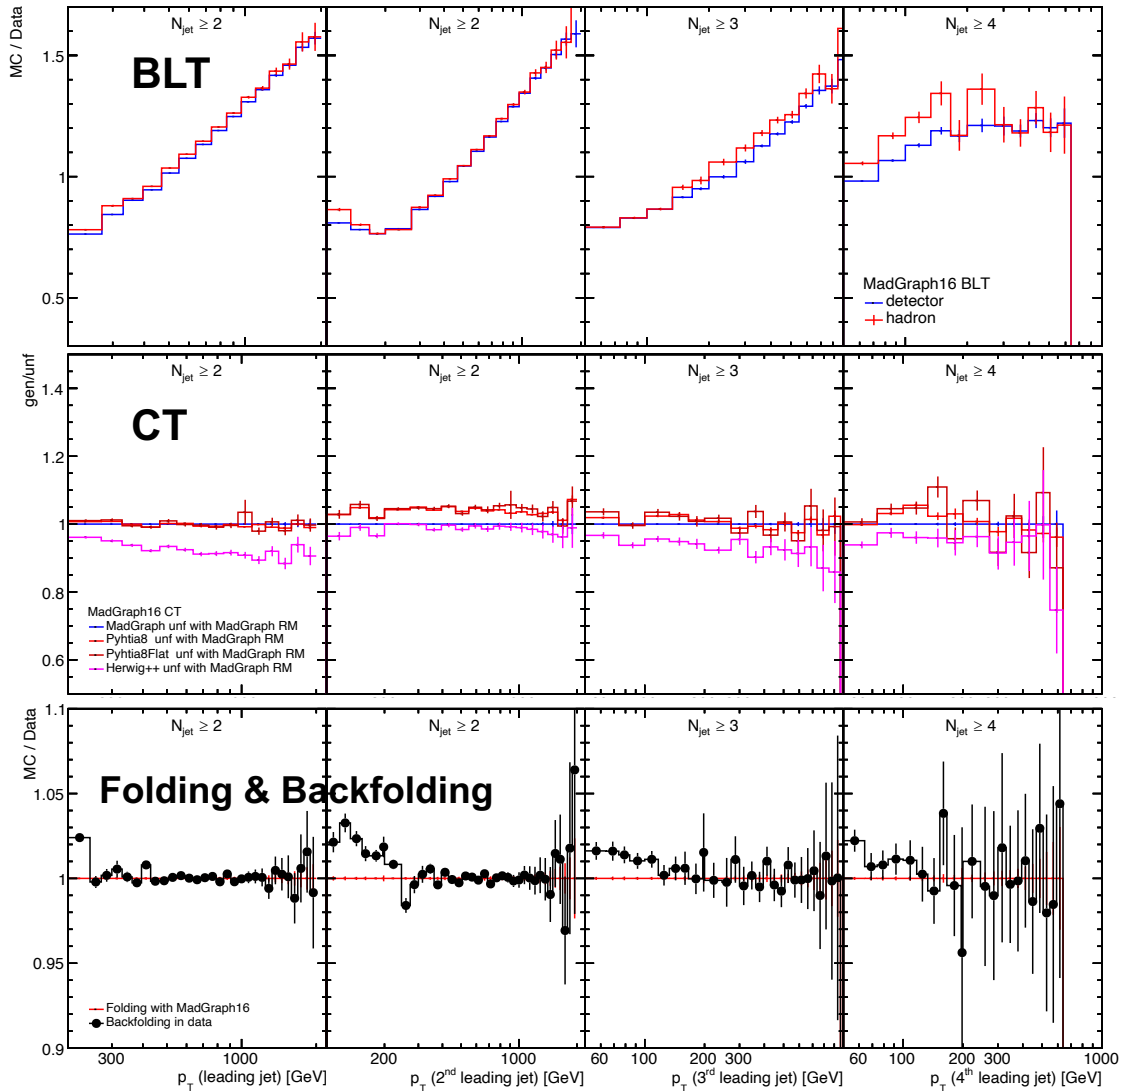 MC / Data
N_jet ≥ 2
N_jet ≥ 2
N_jet ≥ 3
N_jet ≥ 4
1.5
1
0.5
BLT
MadGraph16 BLT
detector
hadron
gen/unf
N_jet ≥ 2
N_jet ≥ 2
N_jet ≥ 3
N_jet ≥ 4
1.4
1.2
1
0.8
0.6
CT
MadGraph16 CT
MadGraph unf with MadGraph RM
Pyhtia8 unf with MadGraph RM
Pyhtia8Flat unf with MadGraph RM
Herwig++ unf with MadGraph RM
MC / Data
N_jet ≥ 2
N_jet ≥ 2
N_jet ≥ 3
N_jet ≥ 4
1.1
1.05
1
0.95
0.9
Folding & Backfolding
Folding with MadGraph16
Backfolding in data
300 1000
200 1000
60 100 200 300
60 100 200 300 1000
p_T (leading jet) [GeV]
p_T (2^nd leading jet) [GeV]
p_T (3^rd leading jet) [GeV]
p_T (4^th leading jet) [GeV]